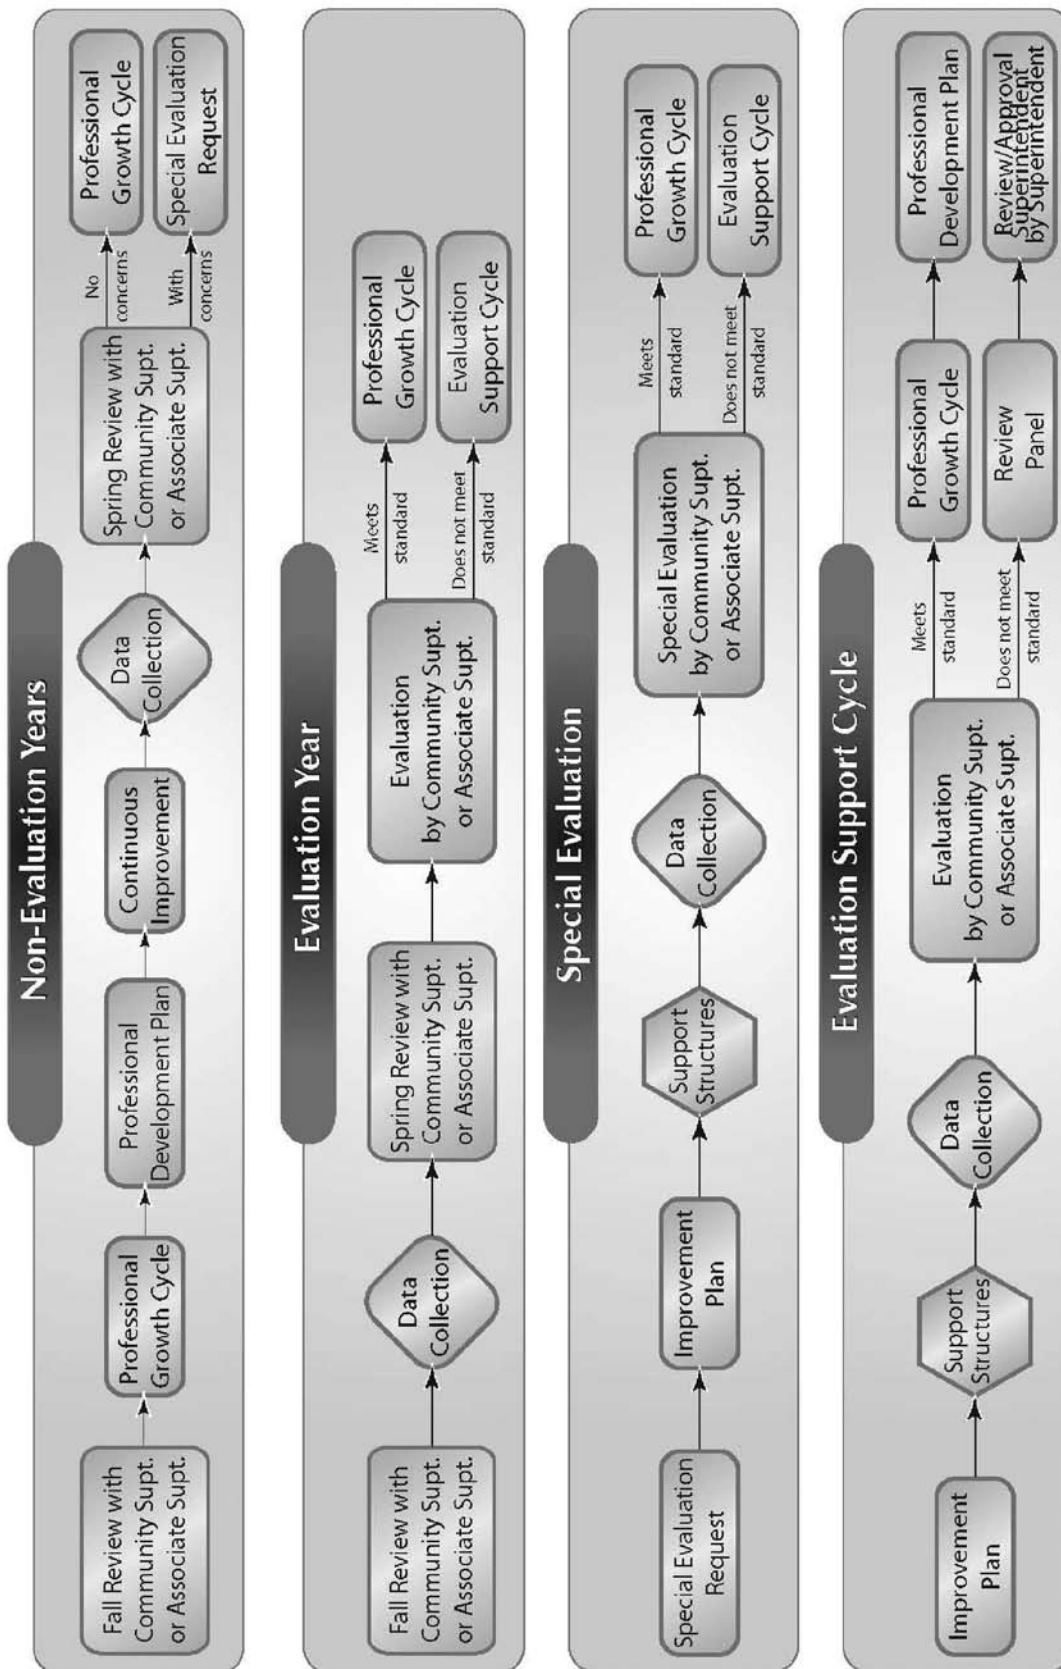 Non-Evaluation Years
Fall Review with
Community Supt.
or Associate Supt.
Professional
Growth Cycle
Professional
Development Plan
Continuous
Improvement
Data
Collection
Spring Review with
Community Supt.
or Associate Supt.
No
concerns
With
concerns
Professional
Growth Cycle
Special Evaluation
Request
Evaluation Year
Fall Review with
Community Supt.
or Associate Supt.
Data
Collection
Spring Review with
Community Supt.
or Associate Supt.
Evaluation
by Community Supt.
or Associate Supt.
Meets
standard
Does not meet
standard
Professional
Growth Cycle
Evaluation
Support Cycle
Special Evaluation
Special Evaluation
Request
Improvement
Plan
Support
Structures
Data
Collection
Special Evaluation
by Community Supt.
or Associate Supt.
Meets
standard
Does not meet
standard
Professional
Growth Cycle
Evaluation
Support Cycle
Evaluation Support Cycle
Improvement
Plan
Support
Structures
Data
Collection
Evaluation
by Community Supt.
or Associate Supt.
Meets
standard
Does not meet
standard
Professional
Growth Cycle
Review
Panel
Professional
Development Plan
Review/Approval
Superintendent
by Superintendent